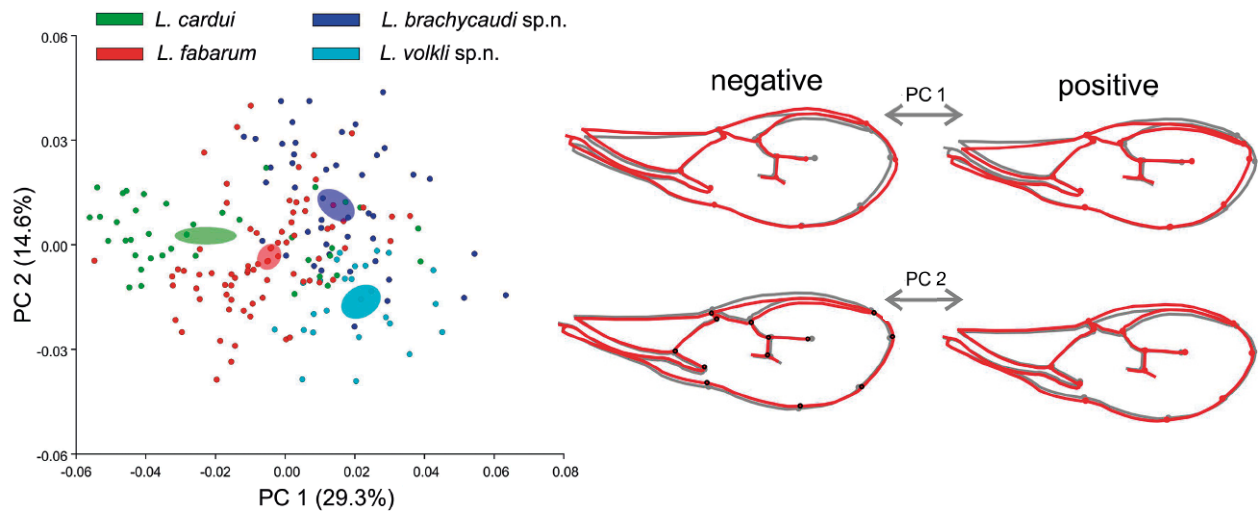 L. cardui
L. brachycaudi sp.n.
L. fabarum
L. volkli sp.n.
negative
PC 1
positive
PC 2
0.06
0.03
0.00
-0.03
-0.06
PC 2 (14.6%)
-0.06
-0.04
-0.02
0.00
0.02
0.04
0.06
0.08
PC 1 (29.3%)